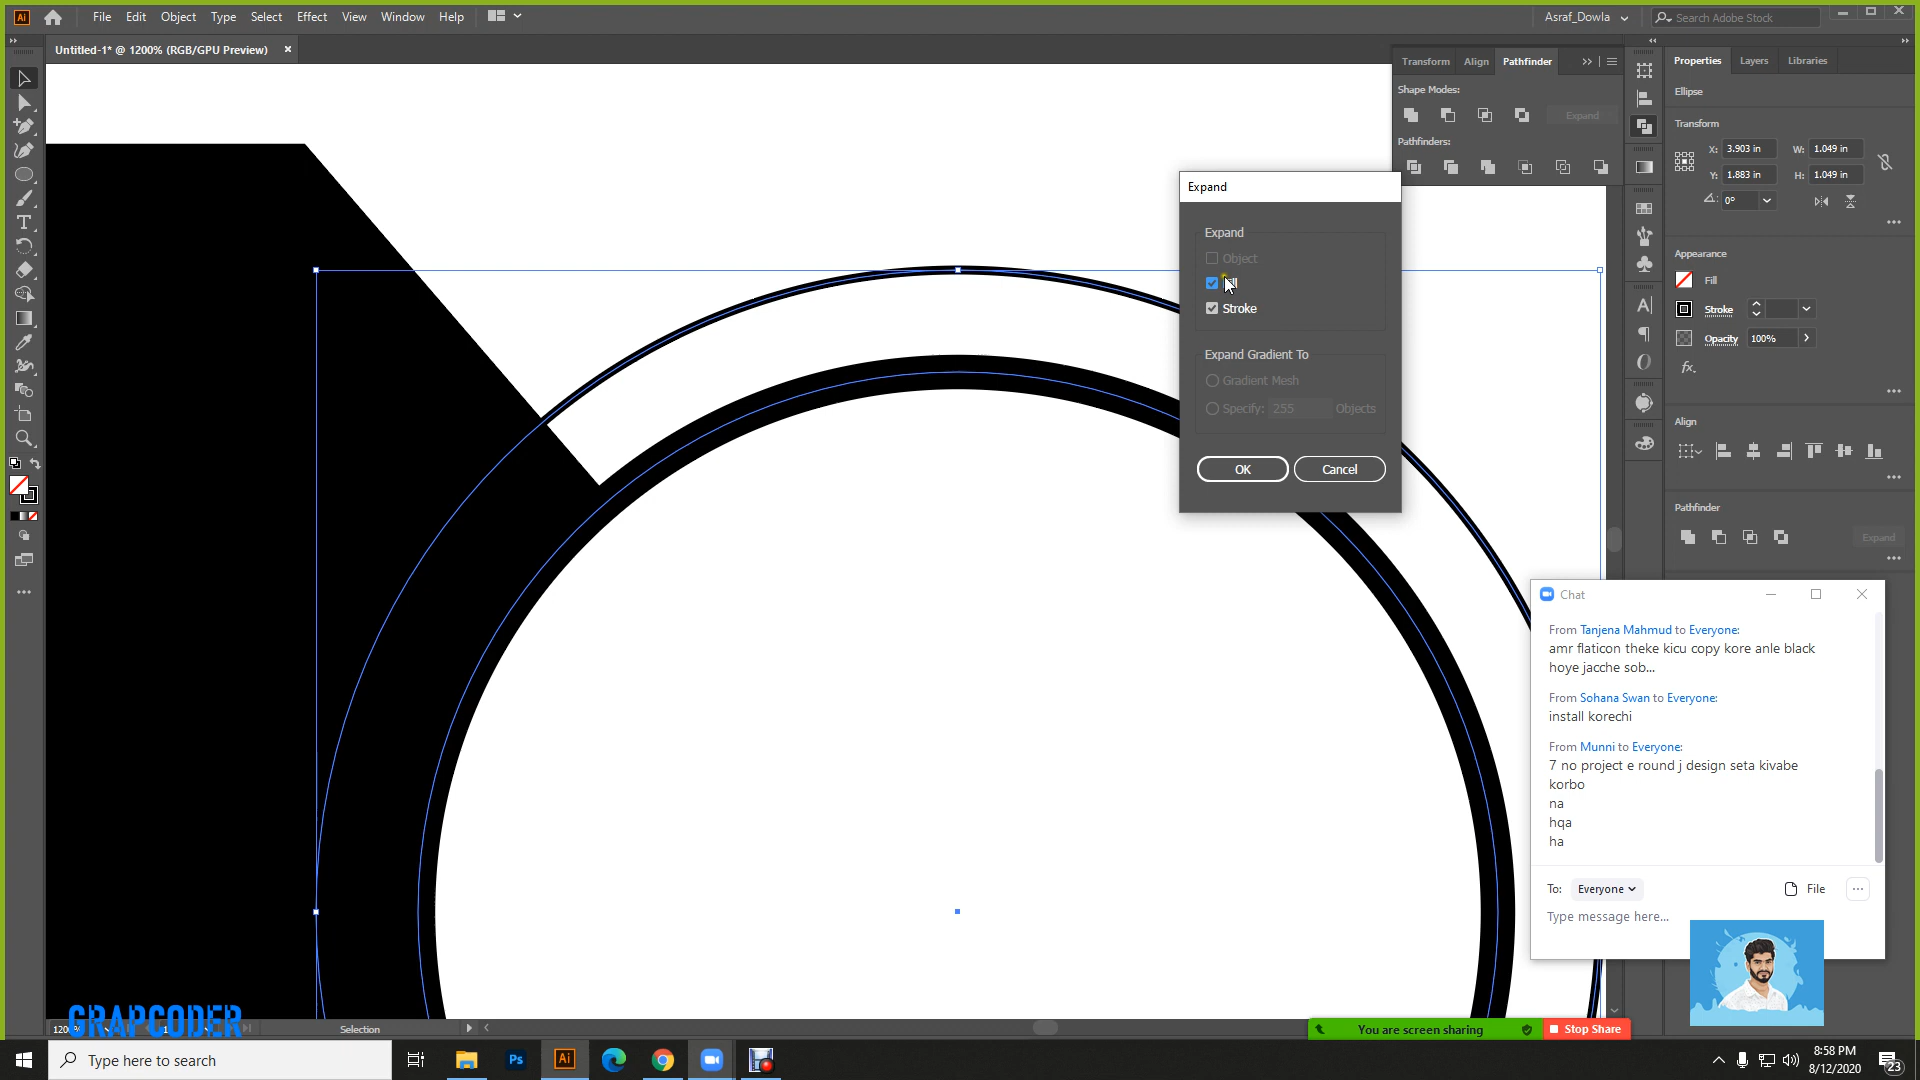 File Edit Object Type Select Effect View Window Help
Asraf_Dowla
Search Adobe Stock
Untitled-1* @ 1200% (RGB/GPU Preview)
Transform Align Pathfinder
Shape Modes:
Expand
Pathfinders:
Properties Layers Libraries
Ellipse
Transform
X: 3.903 in W: 1.049 in
Y: 1.883 in H: 1.049 in
0°
Appearance
Fill
Stroke
Opacity 100%
fx.
Align
Pathfinder
Expand
Expand
Expand
Object
Stroke
Expand Gradient To
Gradient Mesh
Specify: 255 Objects
OK Cancel
Chat
From Tanjena Mahmud to Everyone:
amr flaticon theke kicu copy kore anle black
hoye jacche sob...
From Sohana Swan to Everyone:
install korechi
From Munni to Everyone:
7 no project e round j design seta kivabe
korbo
na
hqa
ha
To: Everyone File
Type message here...
GRAPCODER
Selection
You are screen sharing Stop Share
Type here to search
Ps
Ai
8:58 PM
8/12/2020
23